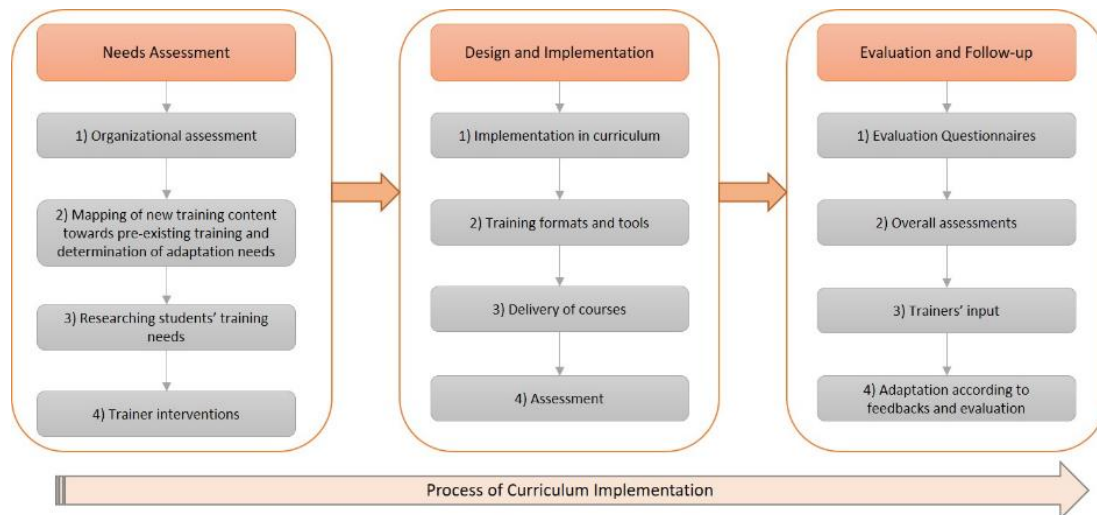 Needs Assessment
1) Organizational assessment
2) Mapping of new training content
towards pre-existing training and
determination of adaptation needs
3) Researching students' training
needs
4) Trainer interventions
Design and Implementation
1) Implementation in curriculum
2) Training formats and tools
3) Delivery of courses
4) Assessment
Evaluation and Follow-up
1) Evaluation Questionnaires
2) Overall assessments
3) Trainers' input
4) Adaptation according to
feedbacks and evaluation
Process of Curriculum Implementation